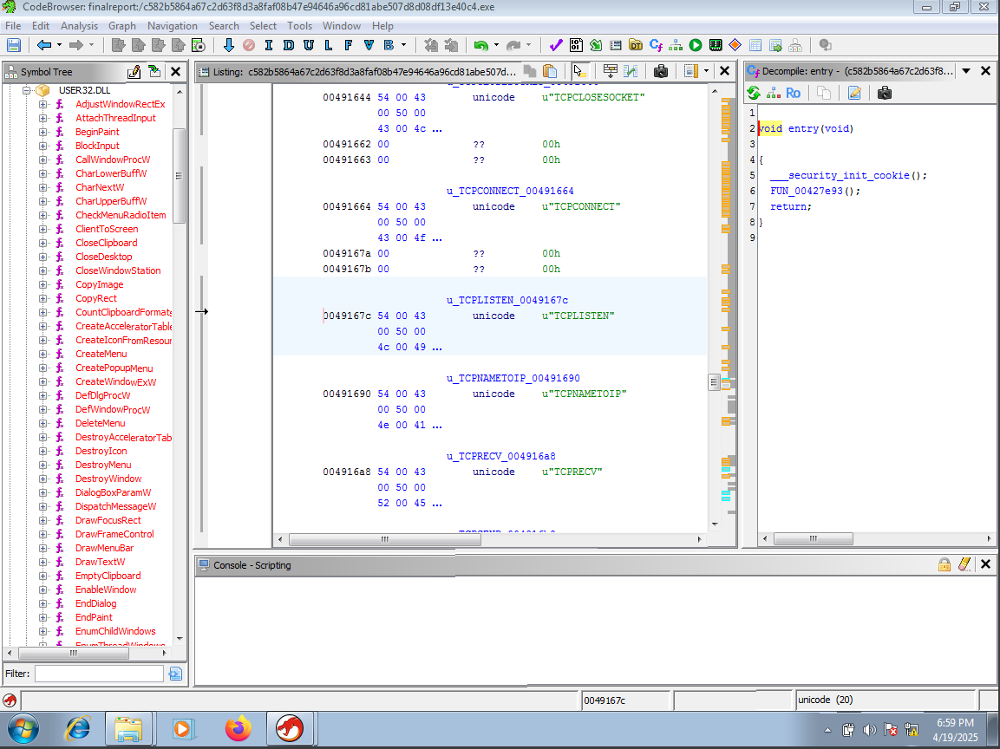 CodeBrowser: finalreport:/c582b5864a67c2d63f8d3a8faf08b47e94646a96cd81abe507d8d08df13e40c4.exe
File Edit Analysis Graph Navigation Search Select Tools Window Help
I D U L F V B
Symbol Tree
USER32.DLL
AdjustWindowRectEx
AttachThreadInput
BeginPaint
BlockInput
CallWindowProcW
CharLowerBuffW
CharNextW
CharUpperBuffW
CheckMenuRadioItem
ClientToScreen
CloseClipboard
CloseDesktop
CloseWindowStation
CopyImage
CopyRect
CountClipboardFormats
CreateAcceleratorTable
CreateIconFromResour
CreateMenu
CreatePopupMenu
CreateWindowExW
DefDlgProcW
DefWindowProcW
DeleteMenu
DestroyAcceleratorTab
DestroyIcon
DestroyMenu
DestroyWindow
DialogBoxParamW
DispatchMessageW
DrawFocusRect
DrawFrameControl
DrawMenuBar
DrawTextW
EmptyClipboard
EnableWindow
EndDialog
EndPaint
EnumChildWindows
EnumThreadWindows
Filter:
Listing: c582b5864a67c2d63f8d3a8faf08b47e94646a96cd81abe507d...
00491644 54 00 43 unicode u"TCPCLOSESOCKET"
00 50 00
43 00 4c ...
00491662 00 ?? 00h
00491663 00 ?? 00h
u_TCPCONNECT_00491664
00491664 54 00 43 unicode u"TCPCONNECT"
00 50 00
43 00 4f ...
0049167a 00 ?? 00h
0049167b 00 ?? 00h
u_TCPLISTEN_0049167c
0049167c 54 00 43 unicode u"TCPLISTEN"
00 50 00
4c 00 49 ...
u_TCPNAMETOIP_00491690
00491690 54 00 43 unicode u"TCPNAMETOIP"
00 50 00
4e 00 41 ...
u_TCPRECV_004916a8
004916a8 54 00 43 unicode u"TCPRECV"
00 50 00
52 00 45 ...
Decompile: entry - (c582b5864a67c2d63f8...
Ro
1
2 void entry(void)
3
4 {
5 ___security_init_cookie();
6 FUN_00427e93();
7 return;
8 }
9
Console - Scripting
0049167c
unicode (20)
6:59 PM
4/19/2025